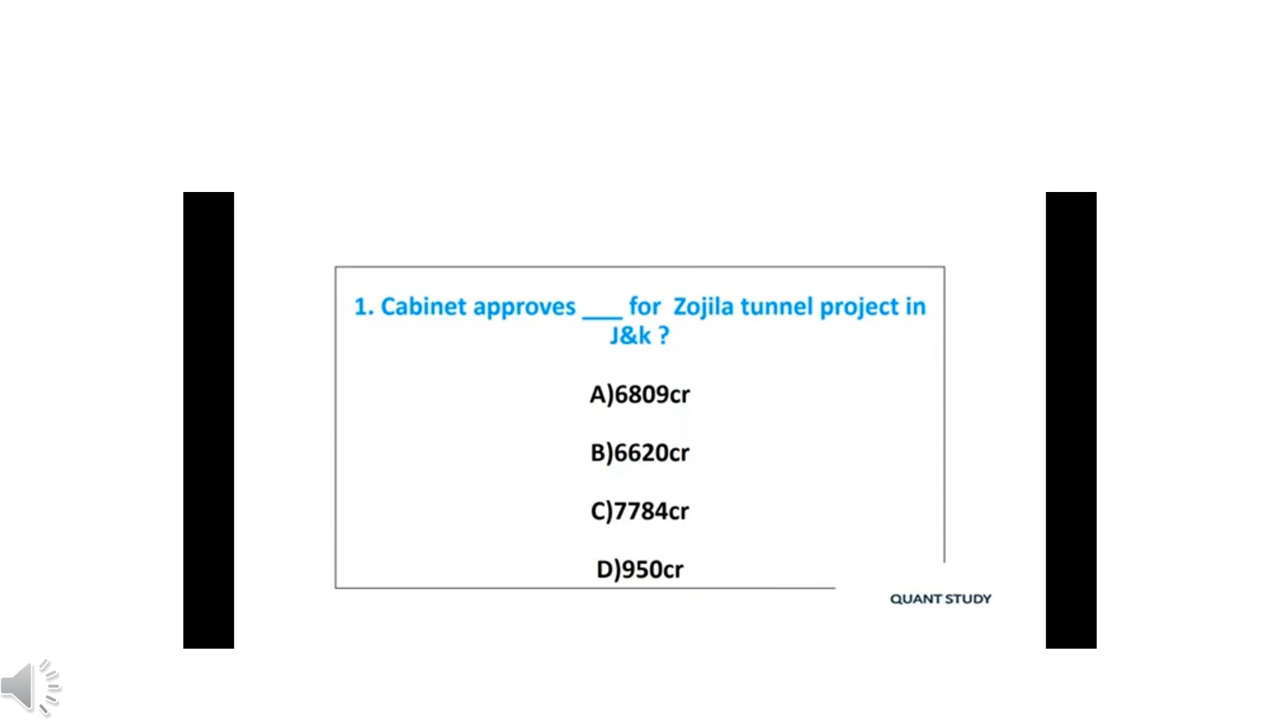 1. Cabinet approves ___ for Zojila tunnel project in
J&k ?
A)6809cr
B)6620cr
C)7784cr
D)950cr
QUANT STUDY